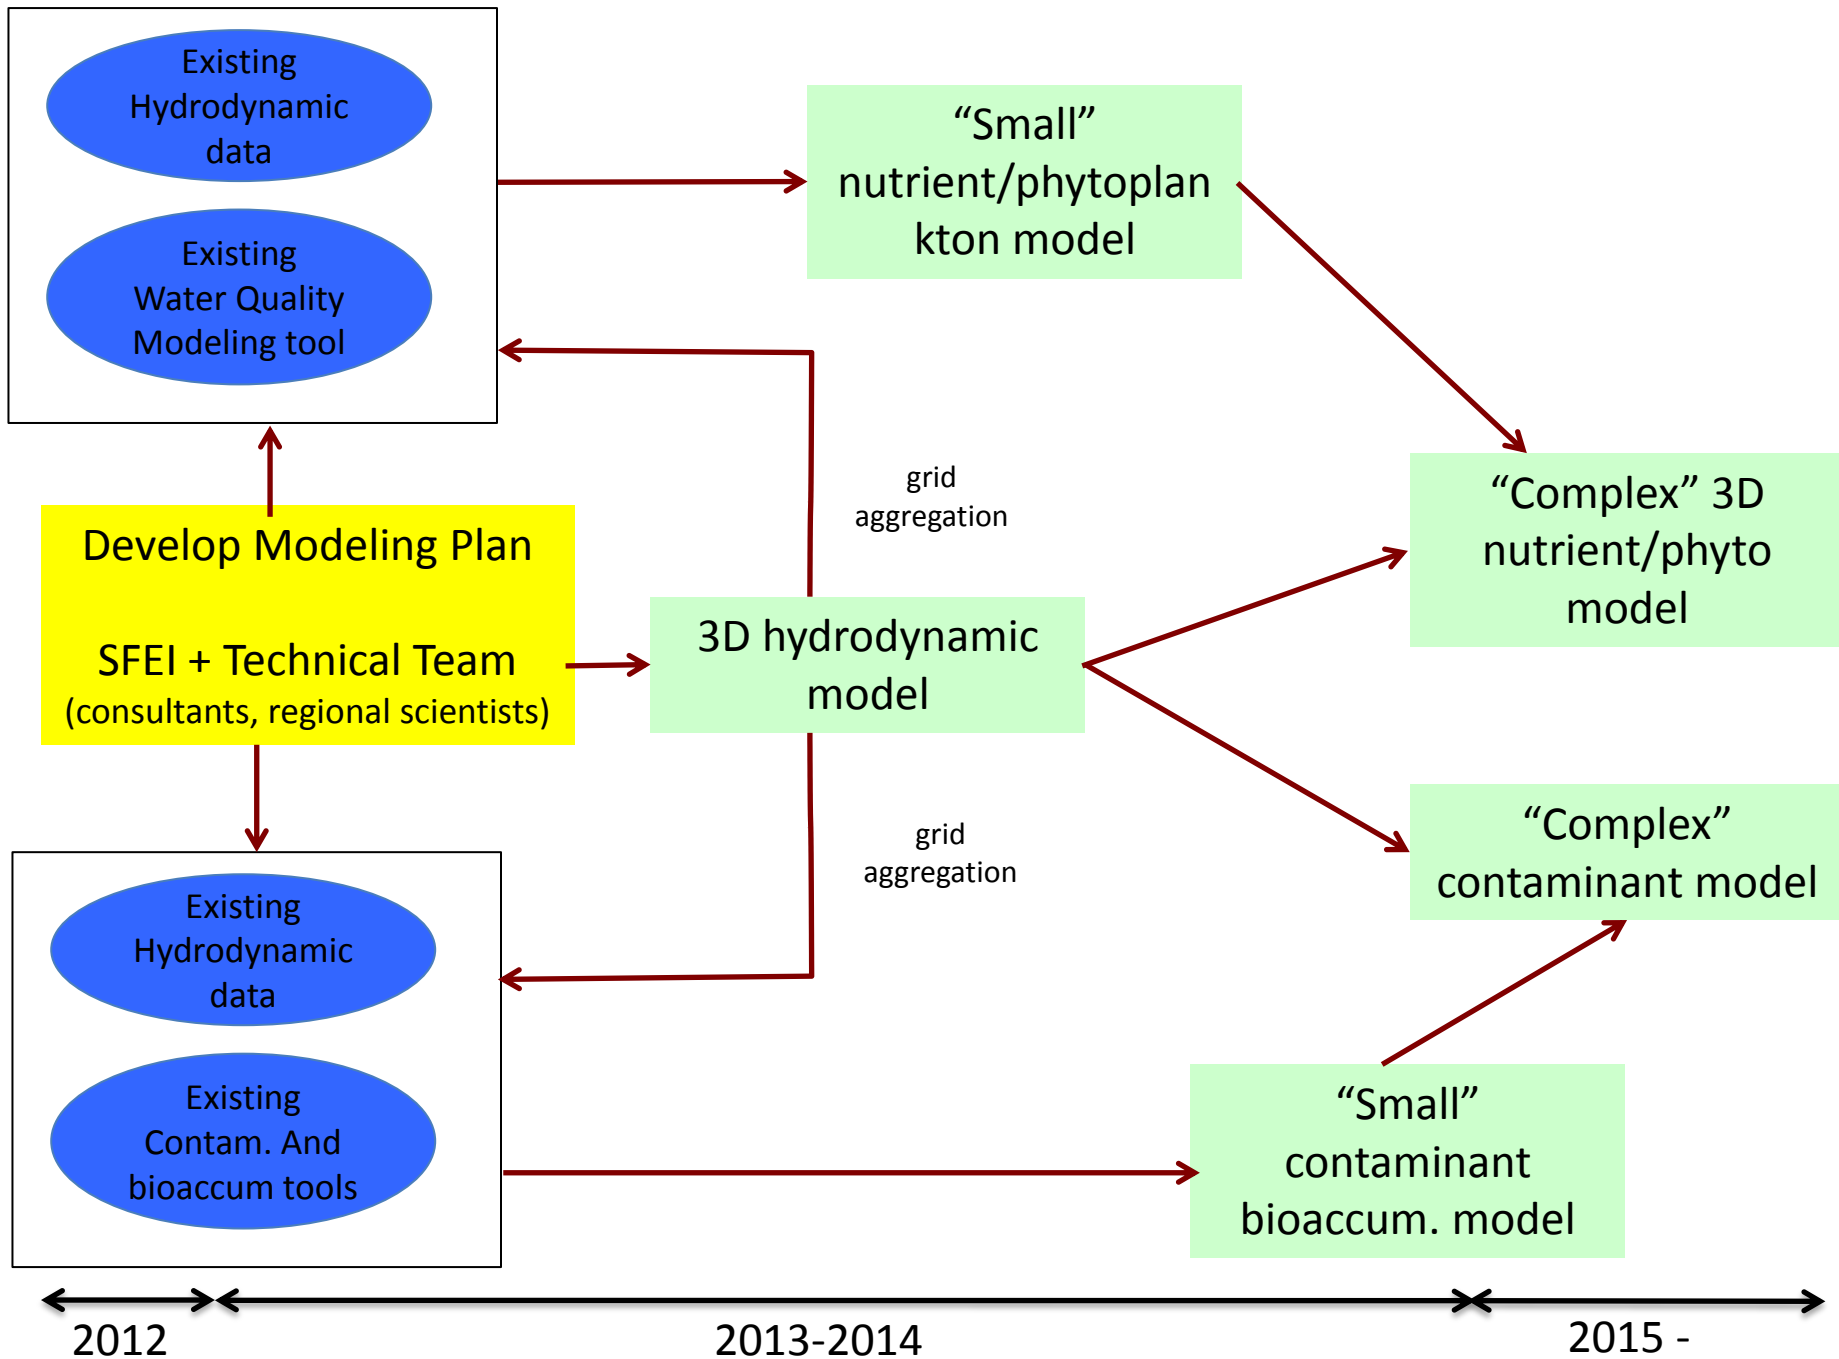 Existing
Hydrodynamic
data
Existing
Water Quality
Modeling tool
“Small”
nutrient/phytoplan
kton model
grid
aggregation
“Complex” 3D
nutrient/phyto
model
Develop Modeling Plan
SFEI + Technical Team
(consultants, regional scientists)
3D hydrodynamic
model
grid
aggregation
“Complex”
contaminant model
Existing
Hydrodynamic
data
Existing
Contam. And
bioaccum tools
“Small”
contaminant
bioaccum. model
2012
2013-2014
2015 -